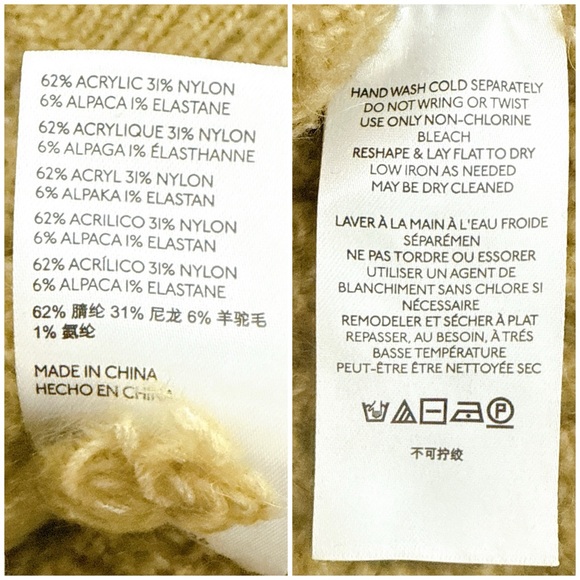 62% ACRYLIC 31% NYLON
6% ALPACA 1% ELASTANE
62% ACRYLIQUE 31% NYLON
6% ALPAGA 1% ÉLASTHANNE
62% ACRYL 31% NYLON
6% ALPAKA 1% ELASTAN
62% ACRILICO 31% NYLON
6% ALPACA 1% ELASTAN
62% ACRÍLICO 31% NYLON
6% ALPACA 1% ELASTANE
62% 腈纶 31% 尼龙 6% 羊驼毛
1% 氨纶
MADE IN CHINA
HECHO EN CHINA
HAND WASH COLD SEPARATELY
DO NOT WRING OR TWIST
USE ONLY NON-CHLORINE
BLEACH
RESHAPE & LAY FLAT TO DRY
LOW IRON AS NEEDED
MAY BE DRY CLEANED
LAVER À LA MAIN À L'EAU FROIDE
SÉPARÉMEN
NE PAS TORDRE OU ESSORER
UTILISER UN AGENT DE
BLANCHIMENT SANS CHLORE SI
NÉCESSAIRE
REMODELER ET SÉCHER À PLAT
REPASSER, AU BESOIN, À TRÉS
BASSE TEMPÉRATURE
PEUT-ÊTRE ÊTRE NETTOYÉE SEC
P
不可拧绞